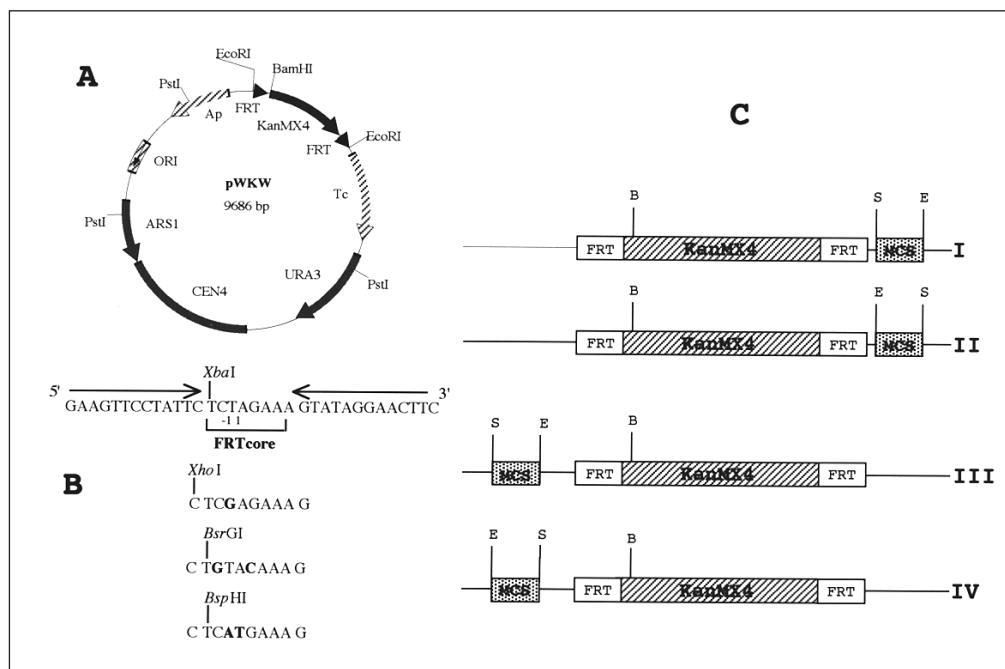 A
EcoRI
BamHI
PstI
Ap
FRT
KanMX4
FRT
EcoRI
ORI
pWKW
9686 bp
Tc
PstI
ARS1
URA3
PstI
CEN4
XbaI
5'
3'
GAAGTTCCTATTC TCTAGAAA GTATAGGAACTTC
-1 1
FRTcore
B
XhoI
C TCGAGAAA G
BsrGI
C TGTACAAA G
BspHI
C TCATGAAA G
C
B S E
FRT KanMX4 FRT MCS I
B E S
FRT KanMX4 FRT MCS II
S E B
MCS FRT KanMX4 FRT III
E S B
MCS FRT KanMX4 FRT IV